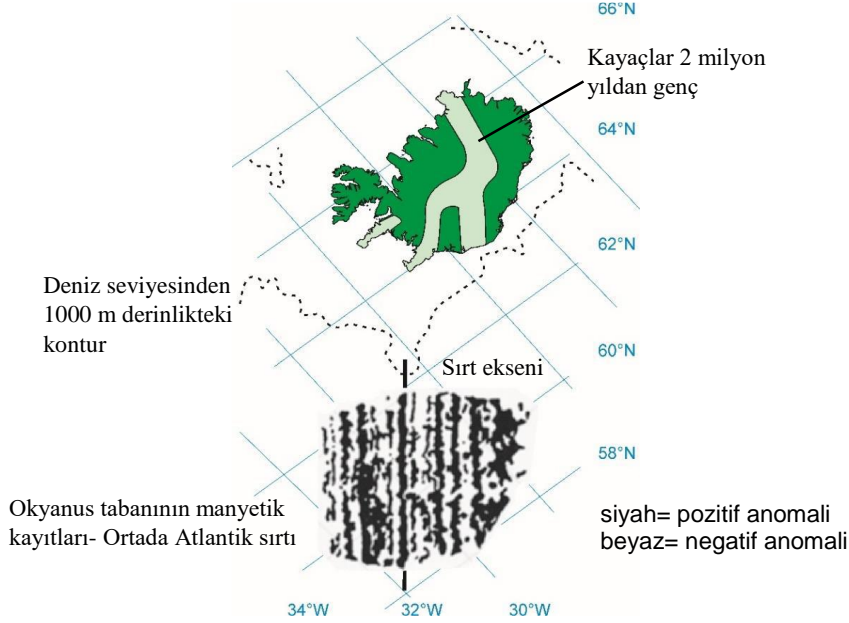 66°N
Kayaçlar 2 milyon
yıldan genç
64°N
62°N
Deniz seviyesinden
1000 m derinlikteki
kontur
60°N
Sırt ekseni
58°N
Okyanus tabanının manyetik
kayıtları- Ortada Atlantik sırtı
siyah= pozitif anomali
beyaz= negatif anomali
34°W 32°W 30°W